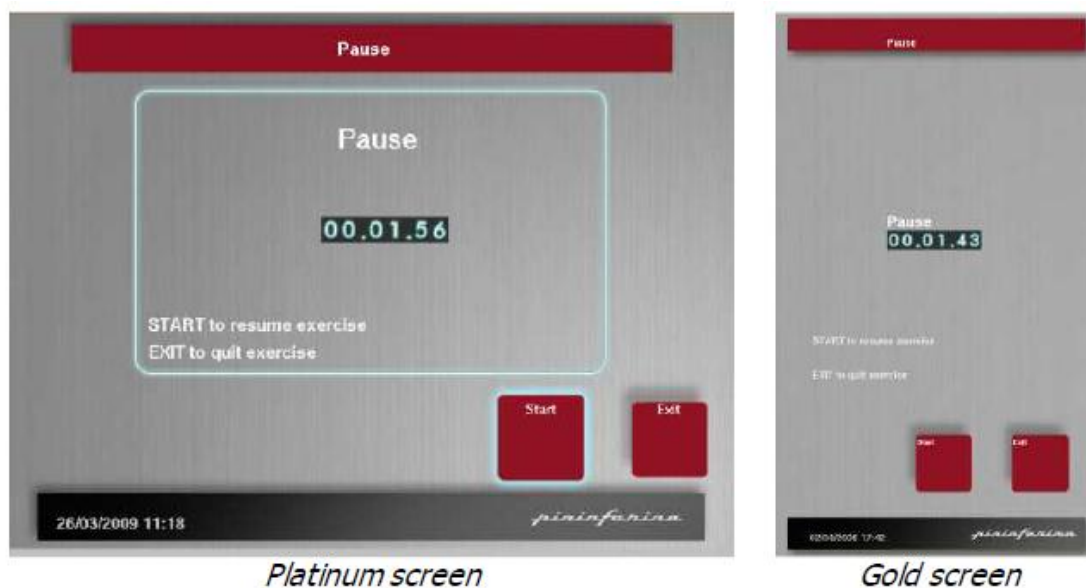 Pause
Pause
00.01.56
START to resume exercise
EXIT to quit exercise
Start
Exit
26/03/2009 11:18
pininfarina
Platinum screen
Pause
Pause
00.01.43
START to resume exercise
EXIT to quit exercise
Start
Exit
17:42
pininfarina
Gold screen